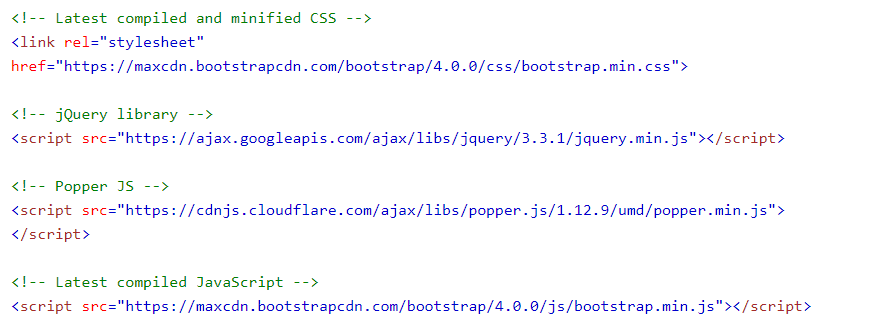 <!-- Latest compiled and minified CSS -->
<link rel="stylesheet"
href="https://maxcdn.bootstrapcdn.com/bootstrap/4.0.0/css/bootstrap.min.css">

<!-- jQuery library -->
<script src="https://ajax.googleapis.com/ajax/libs/jquery/3.3.1/jquery.min.js"></script>

<!-- Popper JS -->
<script src="https://cdnjs.cloudflare.com/ajax/libs/popper.js/1.12.9/umd/popper.min.js">
</script>

<!-- Latest compiled JavaScript -->
<script src="https://maxcdn.bootstrapcdn.com/bootstrap/4.0.0/js/bootstrap.min.js"></script>